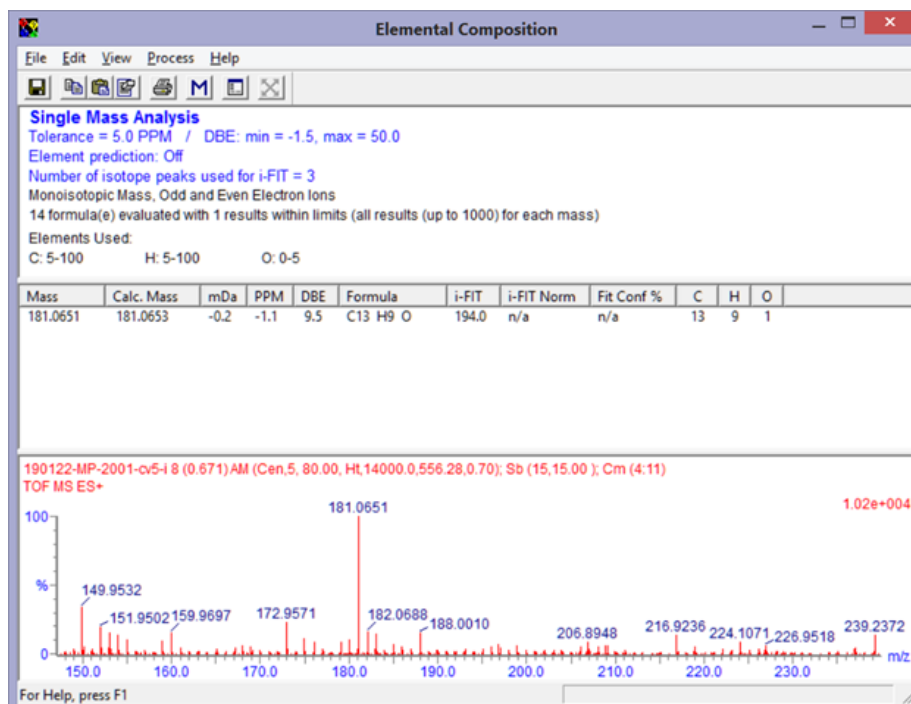 Elemental Composition
File Edit View Process Help
M
Single Mass Analysis
Tolerance = 5.0 PPM / DBE: min = -1.5, max = 50.0
Element prediction: Off
Number of isotope peaks used for i-FIT = 3
Monoisotopic Mass, Odd and Even Electron Ions
14 formula(e) evaluated with 1 results within limits (all results (up to 1000) for each mass)
Elements Used:
C: 5-100 H: 5-100 O: 0-5
Mass Calc. Mass mDa PPM DBE Formula i-FIT i-FIT Norm Fit Conf % C H O
181.0651 181.0653 -0.2 -1.1 9.5 C13 H9 O 194.0 n/a n/a 13 9 1
190122-MP-2001-cv5-i 8 (0.671) AM (Cen,5, 80.00, Ht,14000.0,556.28,0.70); Sb (15,15.00 ); Cm (4:11)
TOF MS ES+
1.02e+004
100
%
0
181.0651
149.9532
151.9502
159.9697
172.9571
182.0688
188.0010
206.8948
216.9236
224.1071
226.9518
239.2372
150.0 160.0 170.0 180.0 190.0 200.0 210.0 220.0 230.0
m/z
For Help, press F1